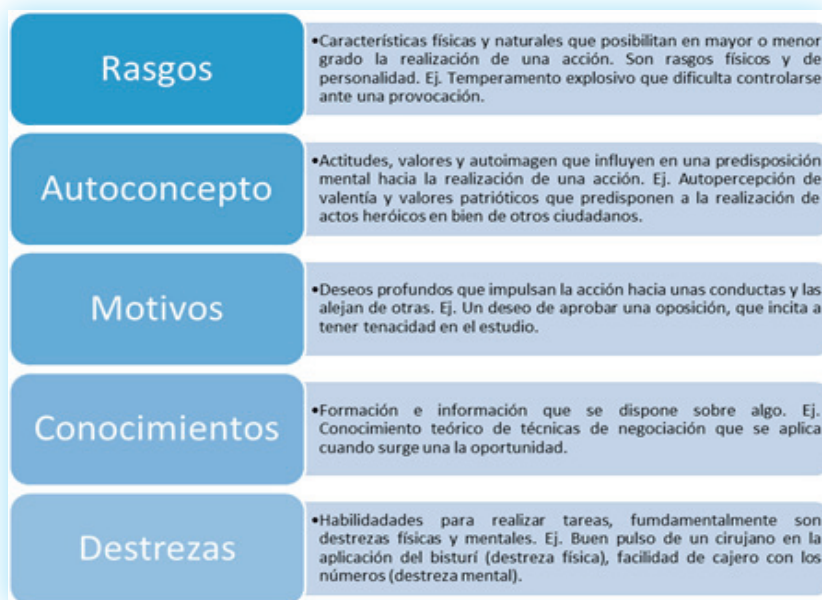 Rasgos
•Características físicas y naturales que posibilitan en mayor o menor
grado la realización de una acción. Son rasgos físicos y de
personalidad. Ej. Temperamento explosivo que dificulta controlarse
ante una provocación.
Autoconcepto
•Actitudes, valores y autoimagen que influyen en una predisposición
mental hacia la realización de una acción. Ej. Autopercepción de
valentía y valores patrióticos que predisponen a la realización de
actos heróicos en bien de otros ciudadanos.
Motivos
•Deseos profundos que impulsan la acción hacia unas conductas y las
alejan de otras. Ej. Un deseo de aprobar una oposición, que incita a
tener tenacidad en el estudio.
Conocimientos
•Formación e información que se dispone sobre algo. Ej.
Conocimiento teórico de técnicas de negociación que se aplica
cuando surge una la oportunidad.
Destrezas
•Habilidadades para realizar tareas, fumdamentalmente son
destrezas físicas y mentales. Ej. Buen pulso de un cirujano en la
aplicación del bisturí (destreza física), facilidad de cajero con los
números (destreza mental).